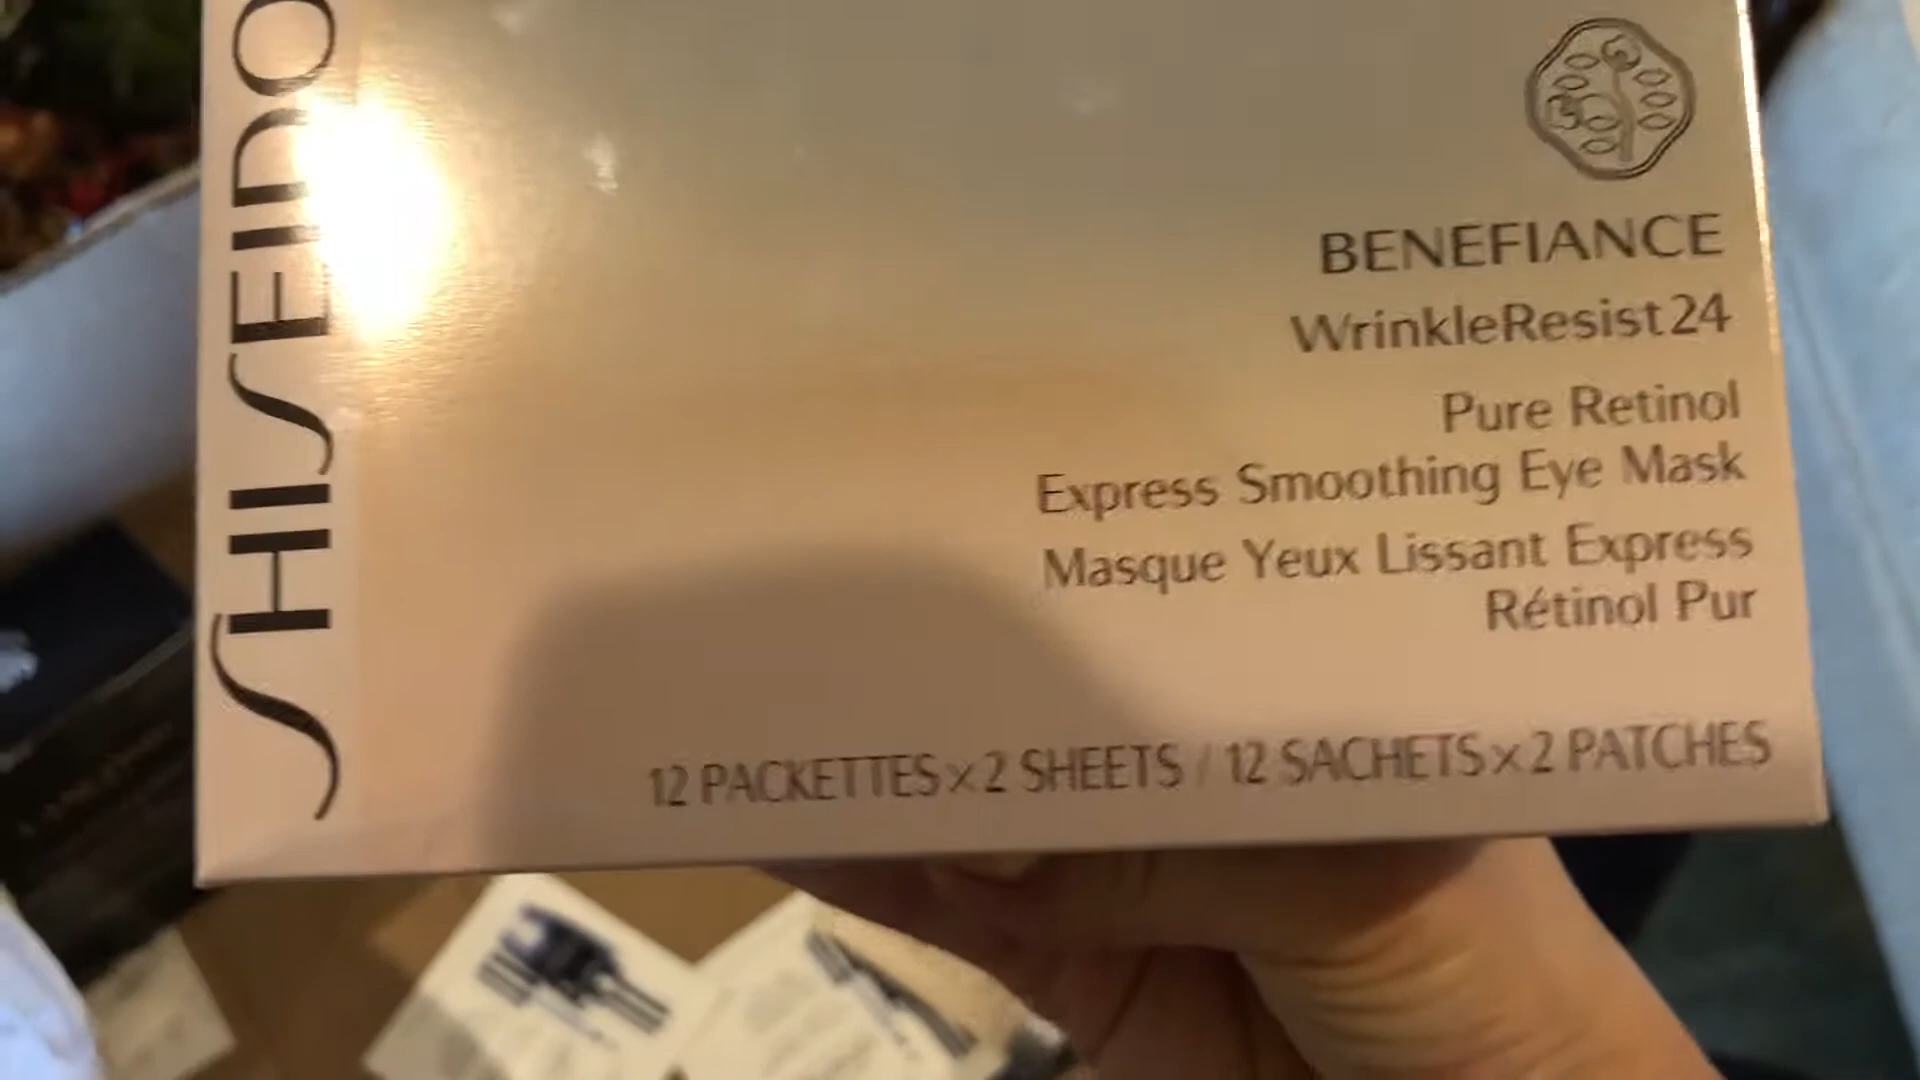 SHISEIDO
BENEFIANCE
WrinkleResist24
Pure Retinol
Express Smoothing Eye Mask
Masque Yeux Lissant Express
Rétinol Pur
12 PACKETTES x 2 SHEETS / 12 SACHETS x 2 PATCHES